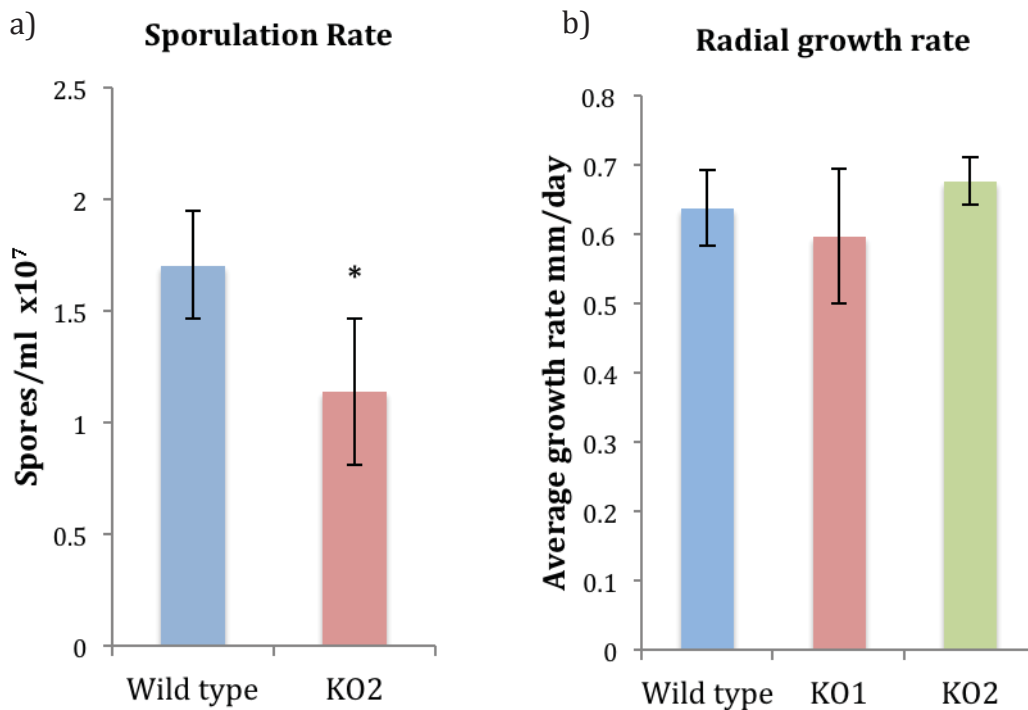 a)
Sporulation Rate
Spores/ml x10⁷
2.5
2
1.5
1
0.5
0
*
Wild type
KO2
b)
Radial growth rate
Average growth rate mm/day
0.8
0.7
0.6
0.5
0.4
0.3
0.2
0.1
0
Wild type
KO1
KO2